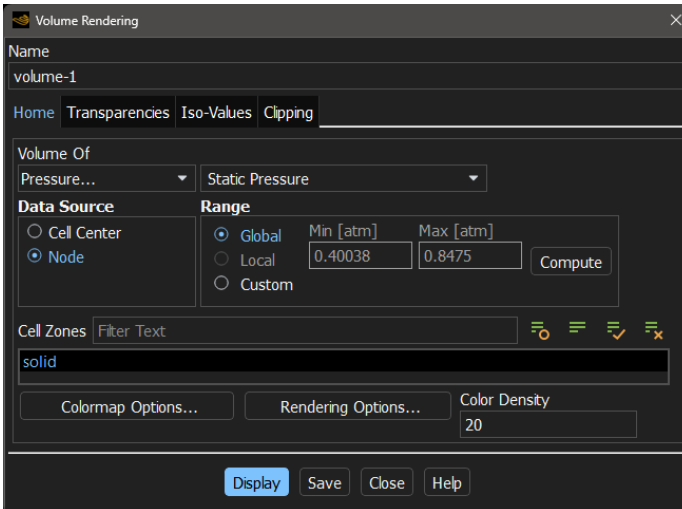 Volume Rendering
Name
volume-1
Home Transparencies Iso-Values Clipping
Volume Of
Pressure... Static Pressure
Data Source Range
Cell Center Global Min [atm] Max [atm]
Node Local 0.40038 0.8475 Compute
Custom
Cell Zones Filter Text
solid
Colormap Options... Rendering Options... Color Density
20
Display Save Close Help